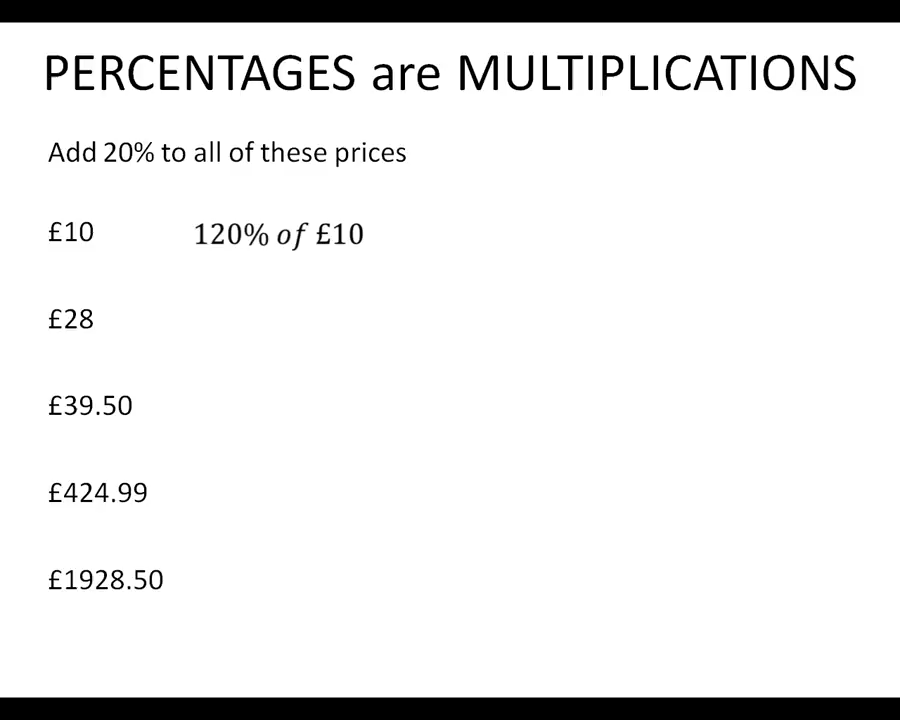 PERCENTAGES are MULTIPLICATIONS
Add 20% to all of these prices
£10 120% of £10
£28
£39.50
£424.99
£1928.50